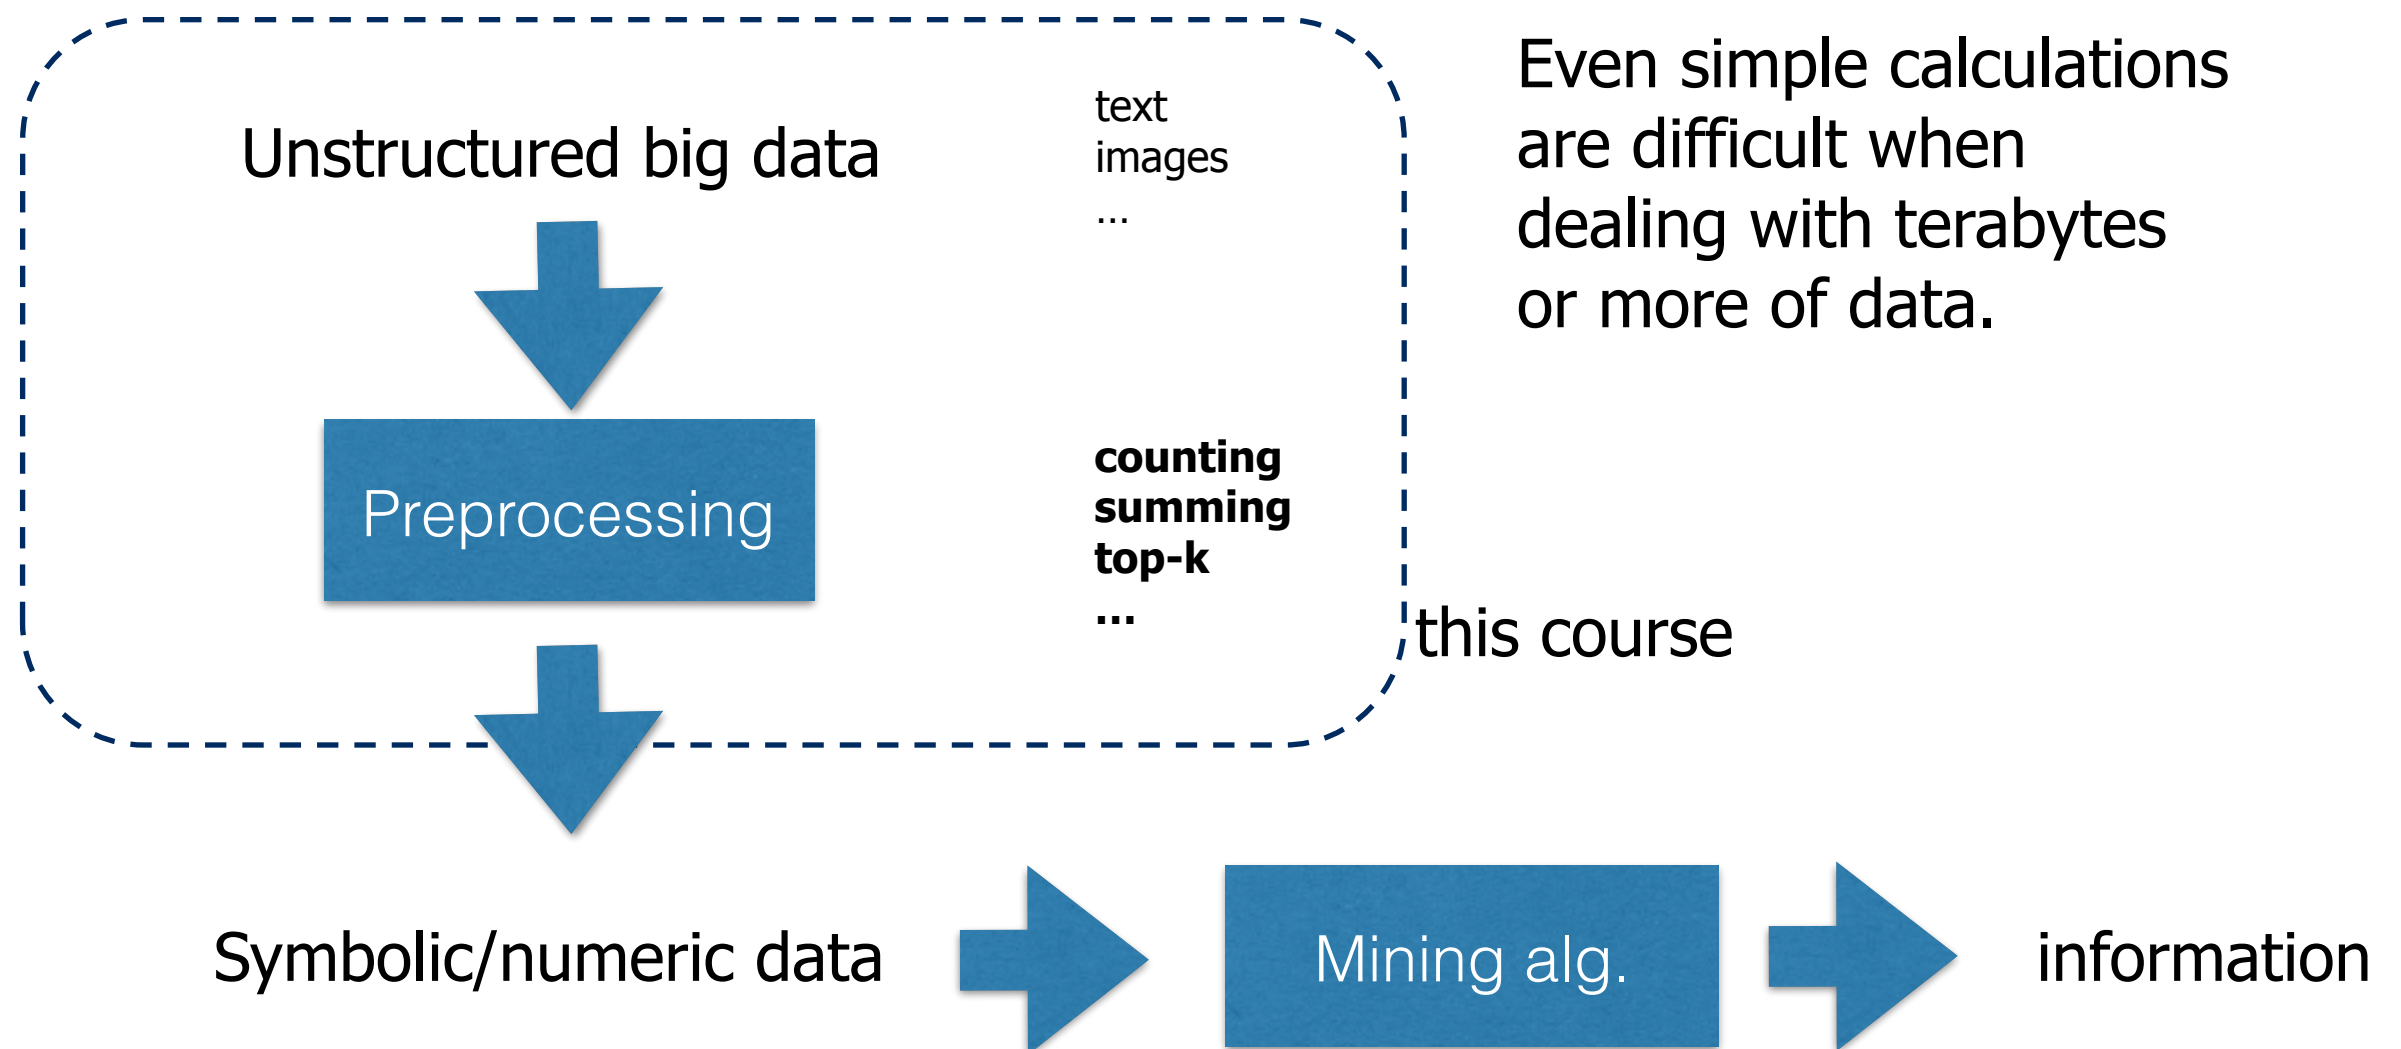 Unstructured big data
text
images
...
Even simple calculations
are difficult when
dealing with terabytes
or more of data.
Preprocessing
counting
summing
top-k
...
this course
Symbolic/numeric data
Mining alg.
information